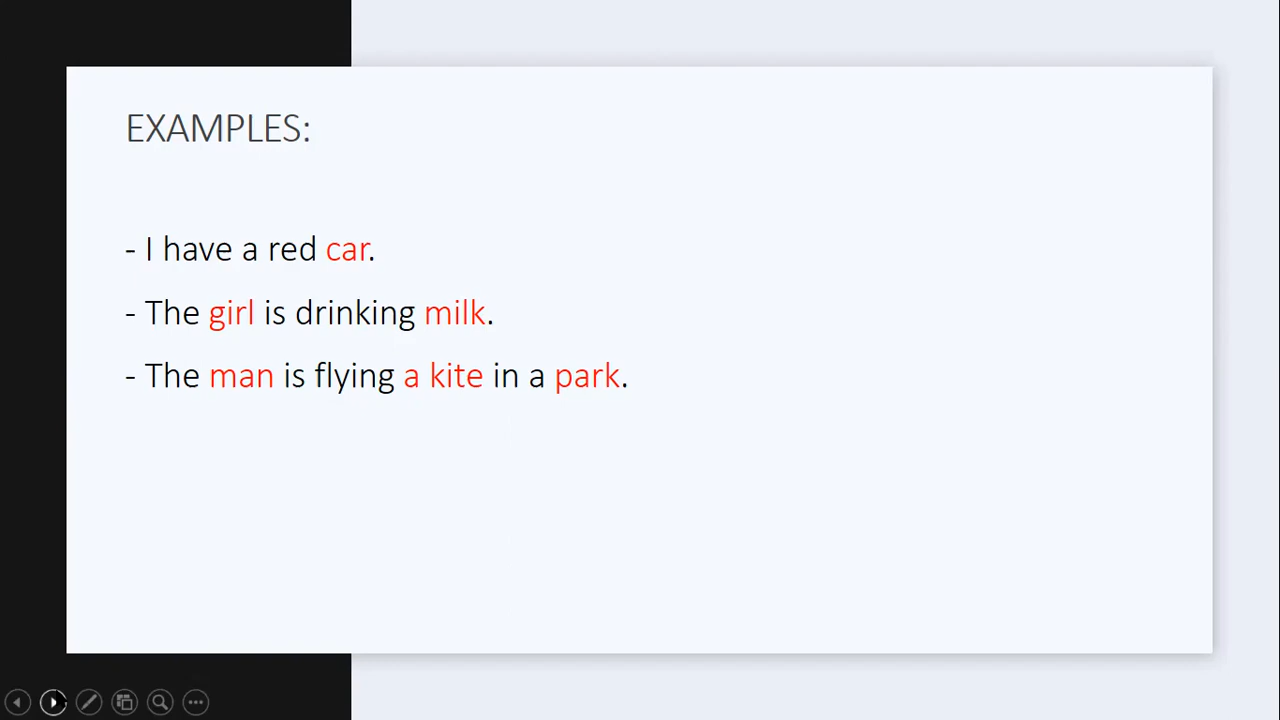 EXAMPLES:
- I have a red car.
- The girl is drinking milk.
- The man is flying a kite in a park.